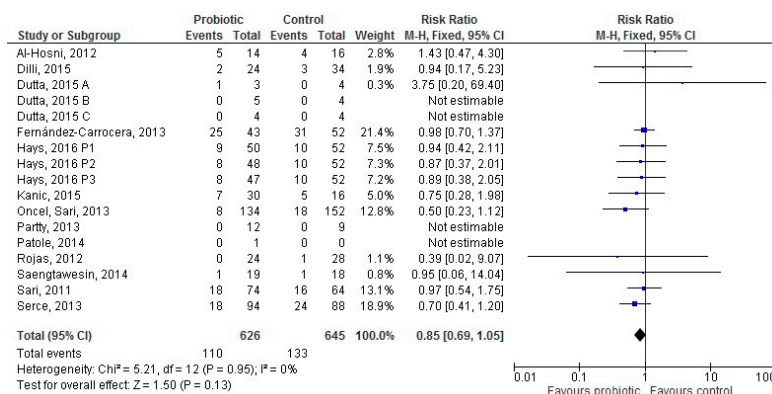 Probiotic Control Risk Ratio Risk Ratio
Study or Subgroup Events Total Events Total Weight M-H, Fixed, 95% CI M-H, Fixed, 95% CI
Al-Hosni, 2012 5 14 4 16 2.8% 1.43 [0.47, 4.30]
Dilli, 2015 2 24 3 34 1.9% 0.94 [0.17, 5.23]
Dutta, 2015 A 1 3 0 4 0.3% 3.75 [0.20, 69.40]
Dutta, 2015 B 0 5 0 4 Not estimable
Dutta, 2015 C 0 4 0 4 Not estimable
Fernández-Carrocera, 2013 25 43 31 52 21.4% 0.98 [0.70, 1.37]
Hays, 2016 P1 9 50 10 52 7.5% 0.94 [0.42, 2.11]
Hays, 2016 P2 8 48 10 52 7.3% 0.87 [0.37, 2.01]
Hays, 2016 P3 8 47 10 52 7.2% 0.89 [0.38, 2.05]
Kanic, 2015 7 30 5 16 5.0% 0.75 [0.28, 1.98]
Oncel, Sari, 2013 8 134 18 152 12.8% 0.50 [0.23, 1.12]
Partty, 2013 0 12 0 9 Not estimable
Patole, 2014 0 1 0 0 Not estimable
Rojas, 2012 0 24 1 28 1.1% 0.39 [0.02, 9.07]
Saengtawesin, 2014 1 19 1 18 0.8% 0.95 [0.06, 14.04]
Sari, 2011 18 74 16 64 13.1% 0.97 [0.54, 1.75]
Serce, 2013 18 94 24 88 18.9% 0.70 [0.41, 1.20]
Total (95% CI) 626 645 100.0% 0.85 [0.69, 1.05]
Total events 110 133
Heterogeneity: Chi² = 5.21, df = 12 (P = 0.95); I² = 0%
Test for overall effect: Z = 1.50 (P = 0.13)
0.01 0.1 1 10 100
Favours probiotic Favours control